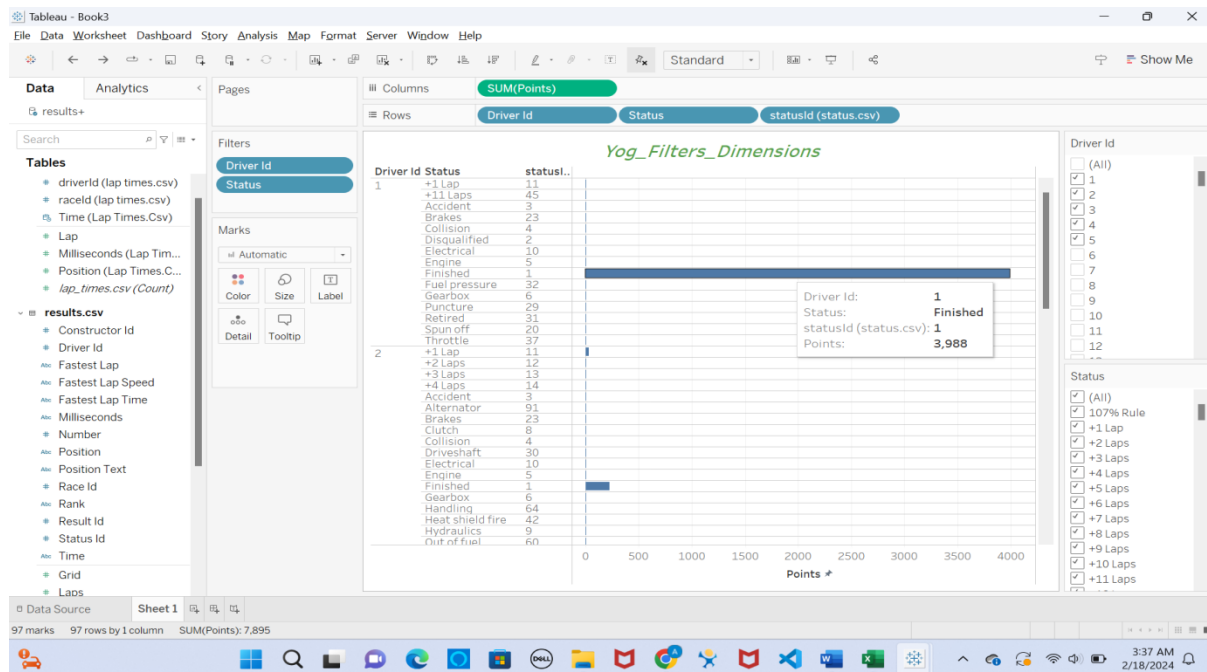 Tableau - Book3
File Data Worksheet Dashboard Story Analysis Map Format Server Window Help
Standard
Show Me
Data Analytics
results+
Search
Tables
driverId (lap times.csv)
raceId (lap times.csv)
Time (Lap Times.Csv)
Lap
Milliseconds (Lap Tim...
Position (Lap Times.C...
lap_times.csv (Count)
results.csv
Constructor Id
Driver Id
Abc Fastest Lap
Abc Fastest Lap Speed
Abc Fastest Lap Time
Abc Milliseconds
Number
Abc Position
Abc Position Text
Race Id
Abc Rank
Result Id
Status Id
Abc Time
Grid
Laps
Pages
Filters
Driver Id
Status
Marks
Automatic
Color Size Label
Detail Tooltip
Columns SUM(Points)
Rows Driver Id Status statusId (status.csv)
Yog_Filters_Dimensions
Driver Id Status statusI..
1 +1 Lap 11
+11 Laps 45
Accident 3
Brakes 23
Collision 4
Disqualified 2
Electrical 10
Engine 5
Finished 1
Fuel pressure 32
Gearbox 6
Puncture 29
Retired 31
Spun off 20
Throttle 37
2 +1 Lap 11
+2 Laps 12
+3 Laps 13
+4 Laps 14
Accident 3
Alternator 91
Brakes 23
Clutch 8
Collision 4
Driveshaft 30
Electrical 10
Engine 5
Finished 1
Gearbox 6
Handling 64
Heat shield fire 42
Hydraulics 9
Out of fuel 60
Driver Id: 1
Status: Finished
statusId (status.csv): 1
Points: 3,988
0 500 1000 1500 2000 2500 3000 3500 4000
Points
Driver Id
(All)
1
2
3
4
5
6
7
8
9
10
11
12
Status
(All)
107% Rule
+1 Lap
+2 Laps
+3 Laps
+4 Laps
+5 Laps
+6 Laps
+7 Laps
+8 Laps
+9 Laps
+10 Laps
+11 Laps
Data Source Sheet 1
97 marks 97 rows by 1 column SUM(Points): 7,895
DELL
3:37 AM
2/18/2024